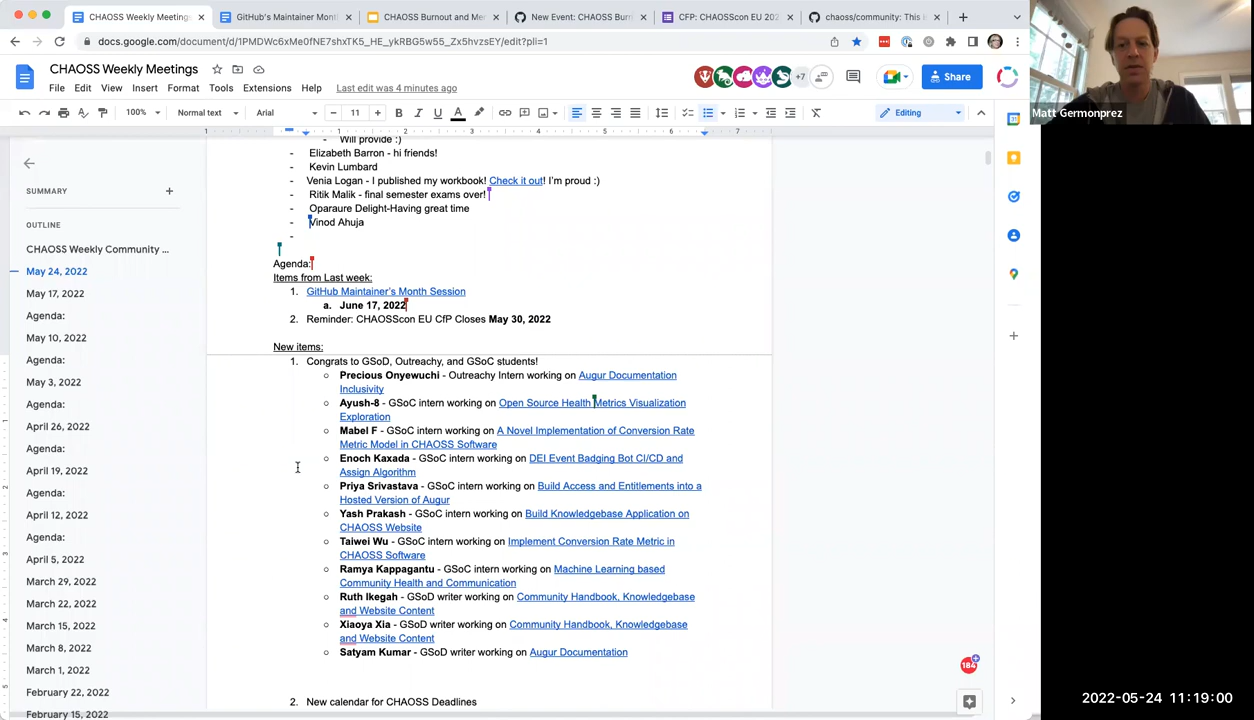 CHAOSS Weekly Meetings
GitHub's Maintainer Mont
CHAOSS Burnout and Me
New Event: CHAOSS Bur
CFP: CHAOSScon EU 202
chaoss/community: This i
docs.google.com/document/d/1PMDWc6xMe0fNE7shxTK5_HE_ykRBG5w55_Zx5hvzsEY/edit?pli=1
CHAOSS Weekly Meetings
+7
Share
File Edit View Insert Format Tools Extensions Help Last edit was 4 minutes ago
100% Normal text Arial 11 Editing
Matt Germonprez
1 1 2 3 4 5 6 7
SUMMARY
OUTLINE
CHAOSS Weekly Community ...
May 24, 2022
May 17, 2022
Agenda:
May 10, 2022
Agenda:
May 3, 2022
Agenda:
April 26, 2022
Agenda:
April 19, 2022
Agenda:
April 12, 2022
Agenda:
April 5, 2022
March 29, 2022
March 22, 2022
March 15, 2022
March 8, 2022
March 1, 2022
February 22, 2022
February 15, 2022
- Will provide :)
- Elizabeth Barron - hi friends!
- Kevin Lumbard
- Venia Logan - I published my workbook! Check it out! I'm proud :)
- Ritik Malik - final semester exams over!
- Oparaure Delight-Having great time
- Vinod Ahuja
-
Agenda:
Items from Last week:
1. GitHub Maintainer's Month Session
a. June 17, 2022
2. Reminder: CHAOSScon EU CfP Closes May 30, 2022
New items:
1. Congrats to GSoD, Outreachy, and GSoC students!
○ Precious Onyewuchi - Outreachy Intern working on Augur Documentation
Inclusivity
○ Ayush-8 - GSoC intern working on Open Source Health Metrics Visualization
Exploration
○ Mabel F - GSoC intern working on A Novel Implementation of Conversion Rate
Metric Model in CHAOSS Software
○ Enoch Kaxada - GSoC intern working on DEI Event Badging Bot CI/CD and
Assign Algorithm
○ Priya Srivastava - GSoC intern working on Build Access and Entitlements into a
Hosted Version of Augur
○ Yash Prakash - GSoC intern working on Build Knowledgebase Application on
CHAOSS Website
○ Taiwei Wu - GSoC intern working on Implement Conversion Rate Metric in
CHAOSS Software
○ Ramya Kappagantu - GSoC intern working on Machine Learning based
Community Health and Communication
○ Ruth Ikegah - GSoD writer working on Community Handbook, Knowledgebase
and Website Content
○ Xiaoya Xia - GSoD writer working on Community Handbook, Knowledgebase
and Website Content
○ Satyam Kumar - GSoD writer working on Augur Documentation
2. New calendar for CHAOSS Deadlines
184
2022-05-24 11:19:00